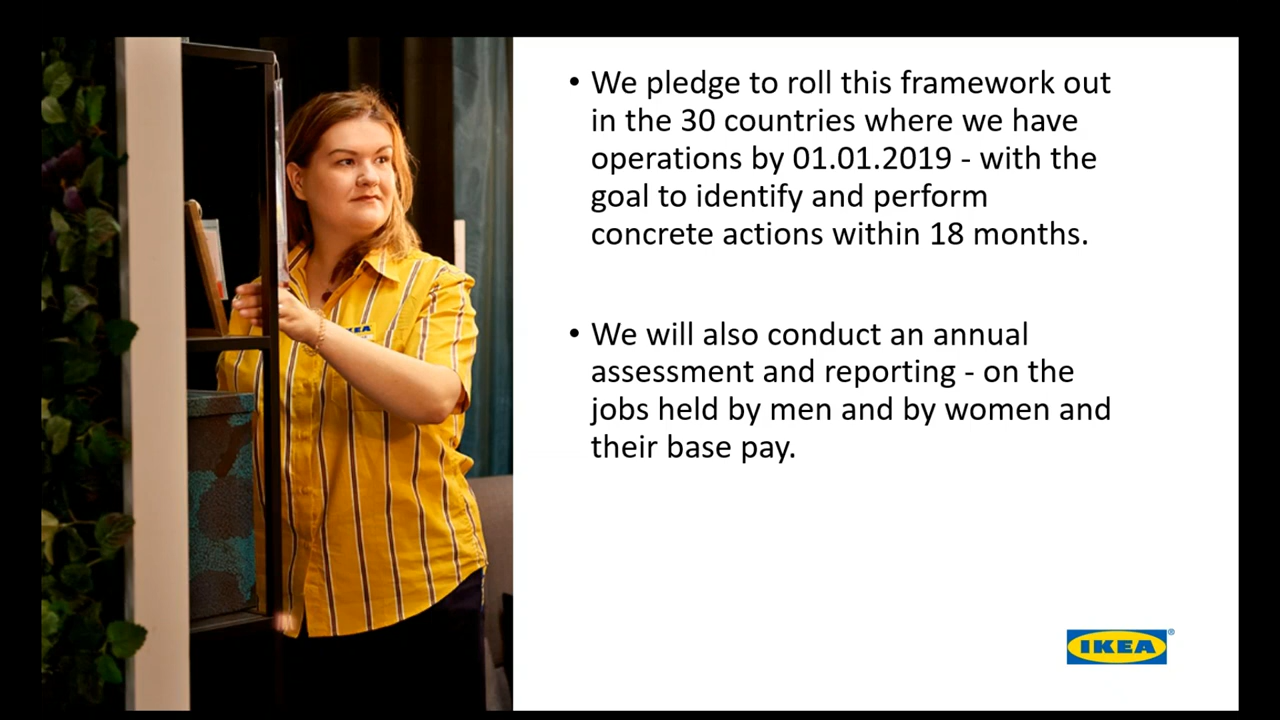 • We pledge to roll this framework out
in the 30 countries where we have
operations by 01.01.2019 - with the
goal to identify and perform
concrete actions within 18 months.
• We will also conduct an annual
assessment and reporting - on the
jobs held by men and by women and
their base pay.
IKEA®